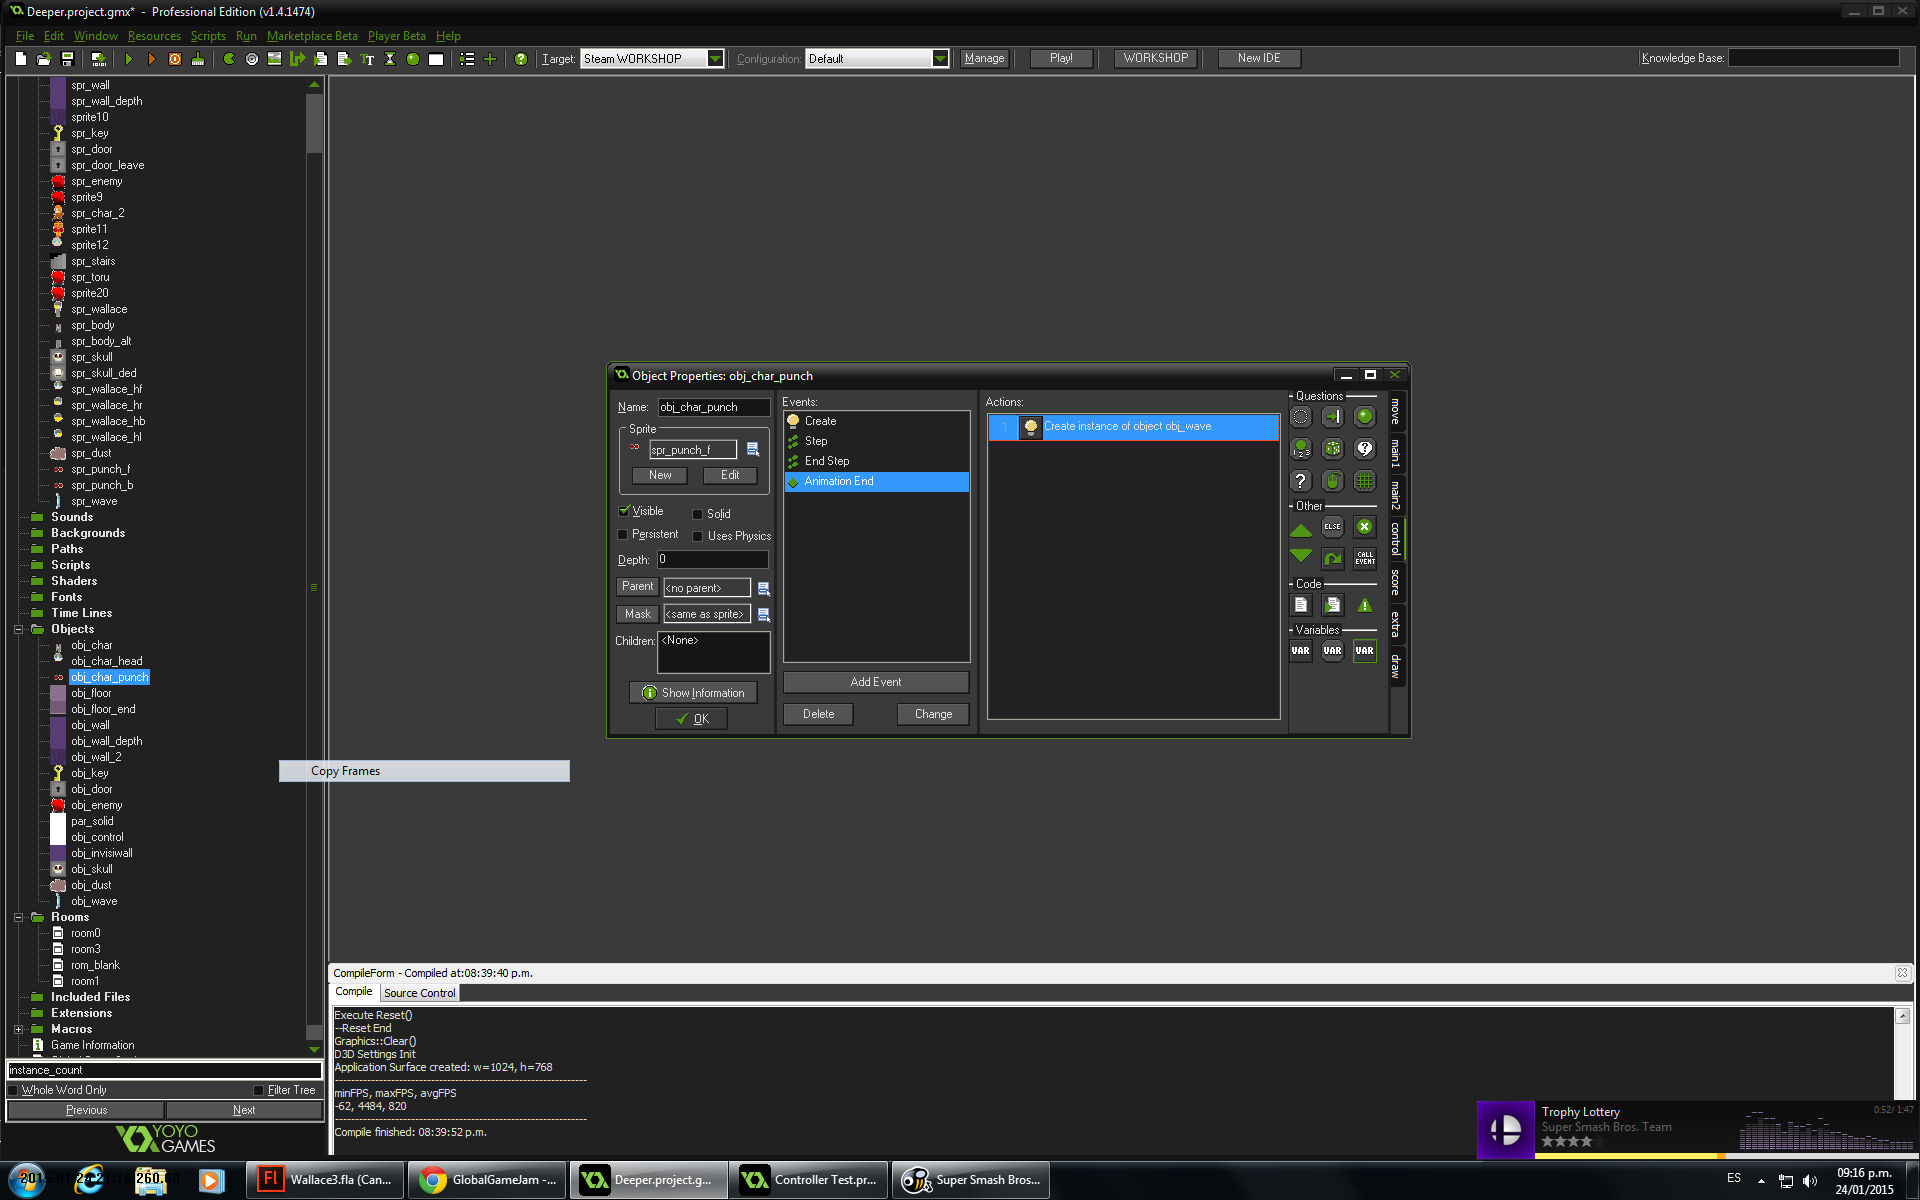 Deeper.project.gmx* - Professional Edition (v1.4.1474)
File Edit Window Resources Scripts Run Marketplace Beta Player Beta Help
Target: Steam WORKSHOP Configuration: Default Manage Play! WORKSHOP New IDE Knowledge Base:
spr_wall
spr_wall_depth
sprite10
spr_key
spr_door
spr_door_leave
spr_enemy
sprite9
spr_char_2
sprite11
sprite12
spr_stairs
spr_toru
sprite20
spr_wallace
spr_body
spr_body_alt
spr_skull
spr_skull_ded
spr_wallace_hf
spr_wallace_hr
spr_wallace_hb
spr_wallace_hl
spr_dust
spr_punch_f
spr_punch_b
spr_wave
Sounds
Backgrounds
Paths
Scripts
Shaders
Fonts
Time Lines
Objects
obj_char
obj_char_head
obj_char_punch
obj_floor
obj_floor_end
obj_wall
obj_wall_depth
obj_wall_2
obj_key
obj_door
obj_enemy
par_solid
obj_control
obj_invisiwall
obj_skull
obj_dust
obj_wave
Rooms
room0
room3
rom_blank
room1
Included Files
Extensions
Macros
Game Information
instance_count
Whole Word Only Filter Tree
Previous Next
YOYO
GAMES
Copy Frames
Object Properties: obj_char_punch
Name: obj_char_punch
Sprite
spr_punch_f
New Edit
Visible Solid
Persistent Uses Physics
Depth: 0
Parent <no parent>
Mask <same as sprite>
Children: <None>
Show Information
OK
Events:
Create
Step
End Step
Animation End
Add Event
Delete Change
Actions:
1 Create instance of object obj_wave
Questions
1 2 3
Other
ELSE
CALL EVENT
Code
Variables
VAR VAR VAR
move
main1
main2
control
score
extra
draw
CompileForm - Compiled at:08:39:40 p.m.
Compile Source Control
Execute Reset()
--Reset End
Graphics::Clear()
D3D Settings Init
Application Surface created: w=1024, h=768
minFPS, maxFPS, avgFPS
-62, 4484, 820
Compile finished: 08:39:52 p.m.
Trophy Lottery 0:52/ 1:47
Super Smash Bros. Team
Wallace3.fla (Can...
GlobalGameJam -...
Deeper.project.g...
Controller Test.pr...
Super Smash Bros...
ES
09:16 p.m.
24/01/2015